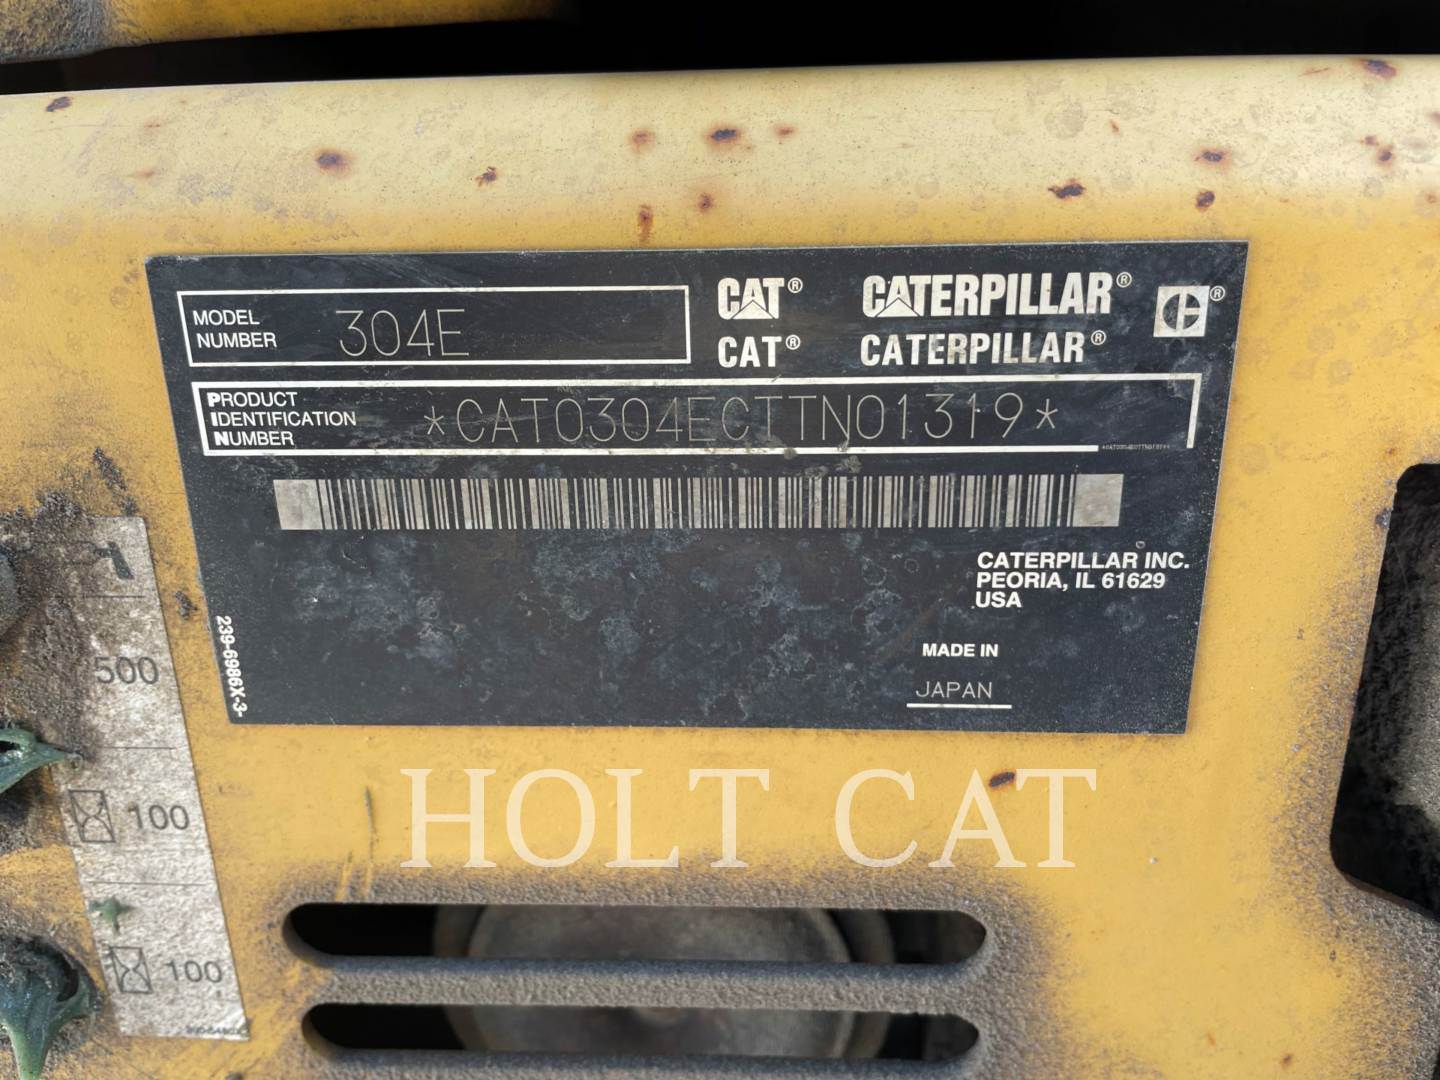 MODEL
NUMBER
304E
CAT® CATERPILLAR® ®
CAT® CATERPILLAR®
PRODUCT
IDENTIFICATION
NUMBER
*CAT0304ECTTN01319*
CATERPILLAR INC.
PEORIA, IL 61629
USA
MADE IN
JAPAN
239-6986X-3-
500
100
100
HOLT CAT